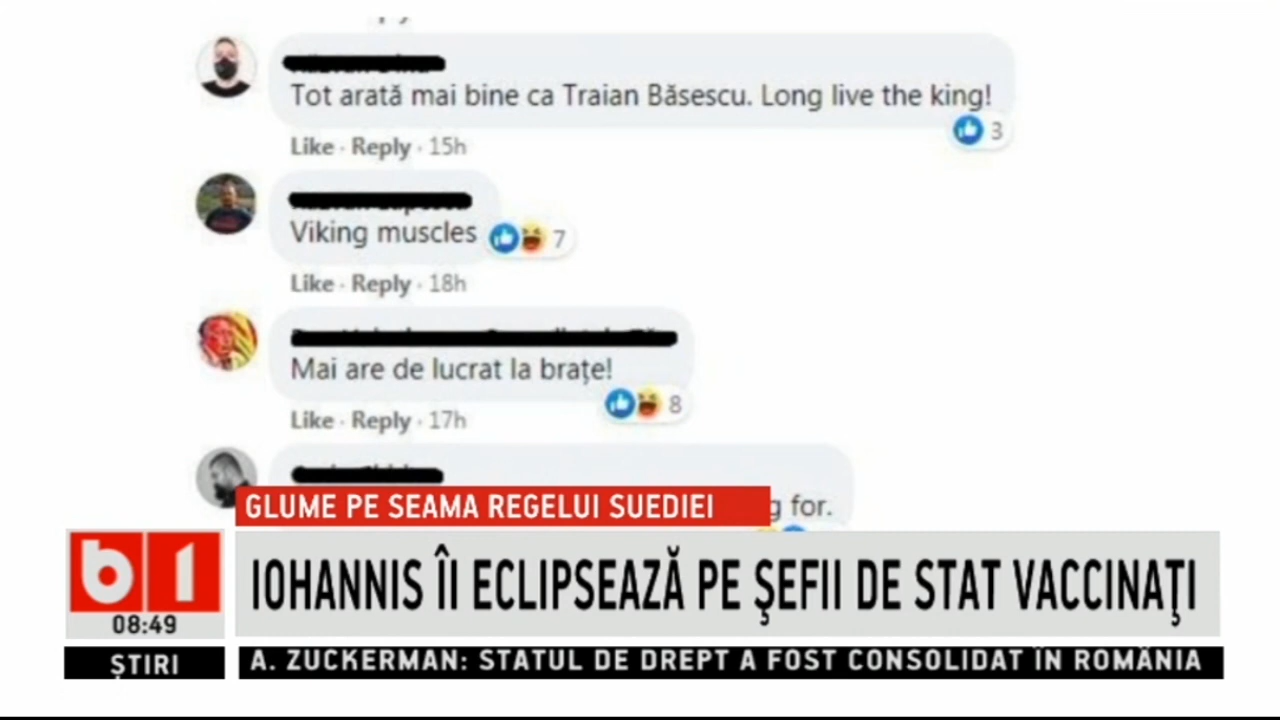 Tot arată mai bine ca Traian Băsescu. Long live the king!
3
Like · Reply · 15h
Viking muscles
7
Like · Reply · 18h
Mai are de lucrat la brațe!
8
Like · Reply · 17h
for.
GLUME PE SEAMA REGELUI SUEDIEI
b1
IOHANNIS ÎI ECLIPSEAZĂ PE ŞEFII DE STAT VACCINAŢI
08:49
ȘTIRI
A. ZUCKERMAN: STATUL DE DREPT A FOST CONSOLIDAT ÎN ROMÂNIA